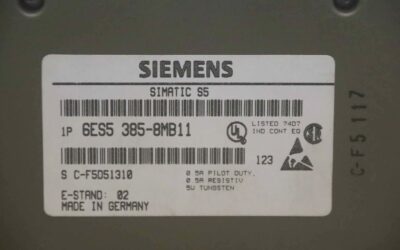 SIEMENS
SIMATIC S5
1P 6ES5 385-8MB11
LISTED 7407
IND CONT EQ
123
S C-F5D51310
0 5A PILOT DUTY,
0 5A RESISTIV
5W TUNGSTEN
E-STAND: 02
MADE IN GERMANY
C-F5 117